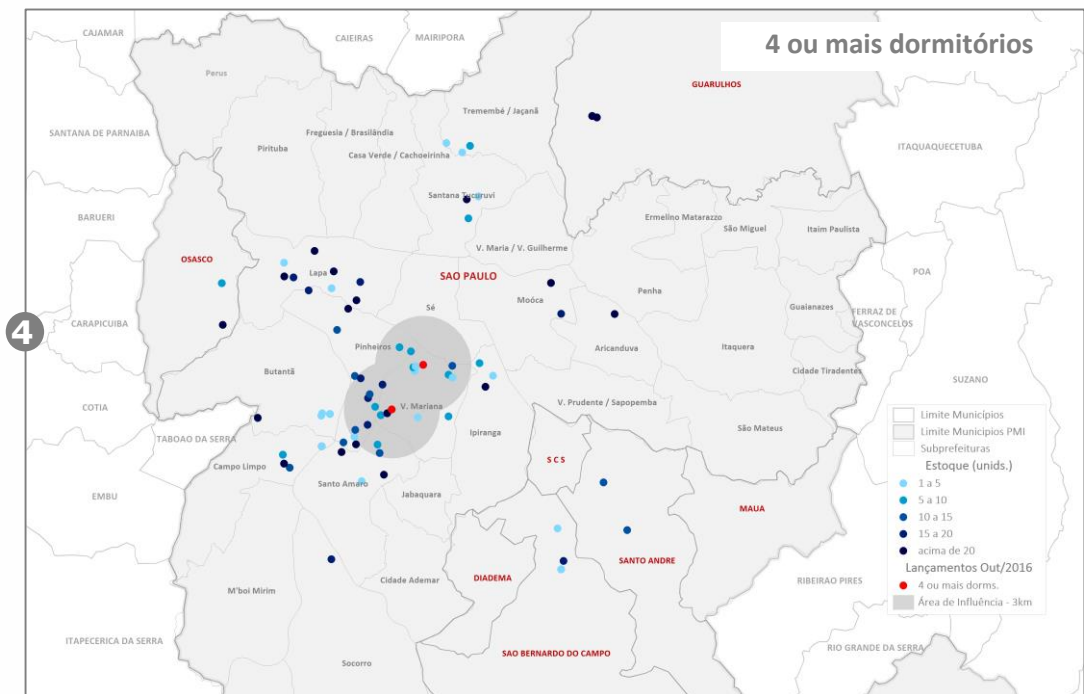 4 ou mais dormitórios
CAJAMAR
CAIEIRAS
MAIRIPORA
Perus
GUARULHOS
Tremembé / Jaçanã
SANTANA DE PARNAIBA
Freguesia / Brasilândia
Pirituba
Casa Verde / Cachoeirinha
ITAQUAQUECETUBA
Santana Tucuruvi
Ermelino Matarazzo
São Miguel
Itaim Paulista
BARUERI
V. Maria / V. Guilherme
OSASCO
Lapa
SAO PAULO
POA
Penha
Moóca
Sé
Guaianazes
FERRAZ DE
VASCONCELOS
CARAPICUIBA
4
Pinheiros
Aricanduva
Itaquera
Butantã
Cidade Tiradentes
SUZANO
COTIA
V. Mariana
V. Prudente / Sapopemba
TABOAO DA SERRA
Ipiranga
São Mateus
Limite Municípios
Limite Municipios PMI
Subprefeituras
S C S
Campo Limpo
Estoque (unids.)
EMBU
Santo Amaro
Jabaquara
MAUA
1 a 5
5 a 10
10 a 15
15 a 20
acima de 20
SANTO ANDRE
Lançamentos Out/2016
DIADEMA
Cidade Ademar
M'boi Mirim
RIBEIRAO PIRES
4 ou mais dorms.
Área de Influência - 3km
ITAPECERICA DA SERRA
SAO BERNARDO DO CAMPO
RIO GRANDE DA SERRA
Socorro